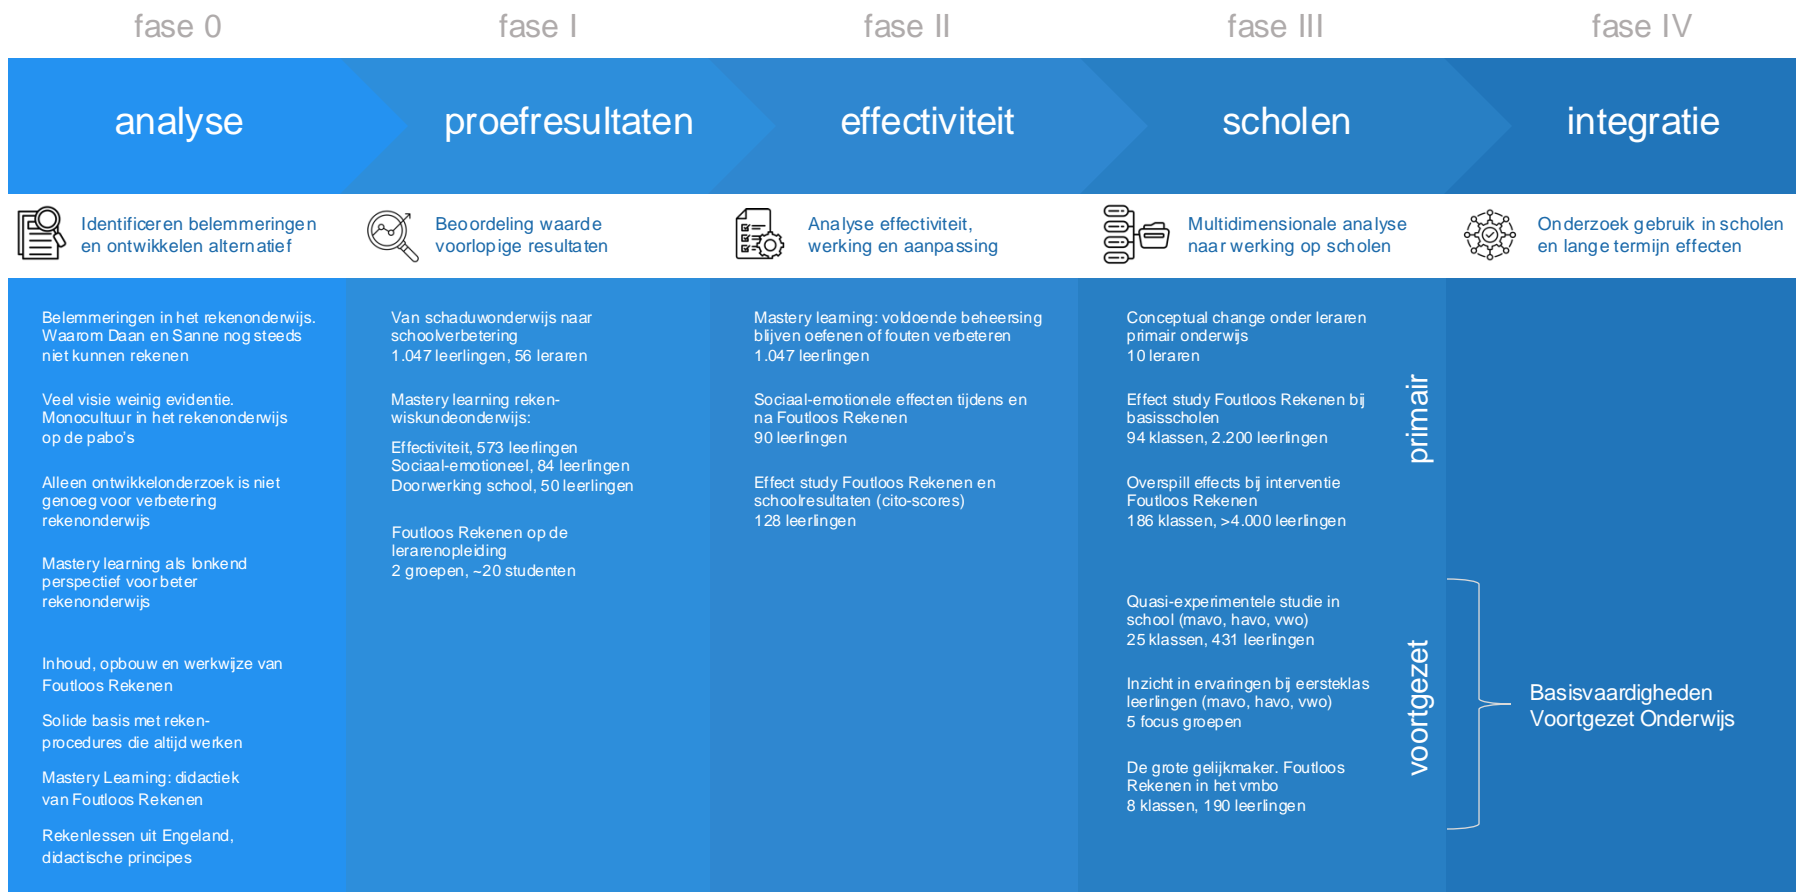 fase 0
fase I
fase II
fase III
fase IV
analyse
proefresultaten
effectiviteit
scholen
integratie
Identificeren belemmeringen
en ontwikkelen alternatief
Beoordeling waarde
voorlopige resultaten
Analyse effectiviteit,
werking en aanpassing
Multidimensionale analyse
naar werking op scholen
Onderzoek gebruik in scholen
en lange termijn effecten
Belemmeringen in het rekenonderwijs.
Waarom Daan en Sanne nog steeds
niet kunnen rekenen
Veel visie weinig evidentie.
Monocultuur in het rekenonderwijs
op de pabo's
Alleen ontwikkelonderzoek is niet
genoeg voor verbetering
rekenonderwijs
Mastery learning als lonkend
perspectief voor beter
rekenonderwijs
Inhoud, opbouw en werkwijze van
Foutloos Rekenen
Solide basis met reken-
procedures die altijd werken
Mastery Learning: didactiek
van Foutloos Rekenen
Rekenlessen uit Engeland,
didactische principes
Van schaduwonderwijs naar
schoolverbetering
1.047 leerlingen, 56 leraren
Mastery learning reken-
wiskundeonderwijs:
Effectiviteit, 573 leerlingen
Sociaal-emotioneel, 84 leerlingen
Doorwerking school, 50 leerlingen
Foutloos Rekenen op de
lerarenopleiding
2 groepen, ~20 studenten
Mastery learning: voldoende beheersing
blijven oefenen of fouten verbeteren
1.047 leerlingen
Sociaal-emotionele effecten tijdens en
na Foutloos Rekenen
90 leerlingen
Effect study Foutloos Rekenen en
schoolresultaten (cito-scores)
128 leerlingen
Conceptual change onder leraren
primair onderwijs
10 leraren
Effect study Foutloos Rekenen bij
basisscholen
94 klassen, 2.200 leerlingen
Overspill effects bij interventie
Foutloos Rekenen
186 klassen, >4.000 leerlingen
primair
Quasi-experimentele studie in
school (mavo, havo, vwo)
25 klassen, 431 leerlingen
Inzicht in ervaringen bij eersteklas
leerlingen (mavo, havo, vwo)
5 focus groepen
De grote gelijkmaker. Foutloos
Rekenen in het vmbo
8 klassen, 190 leerlingen
voortgezet
Basisvaardigheden
Voortgezet Onderwijs